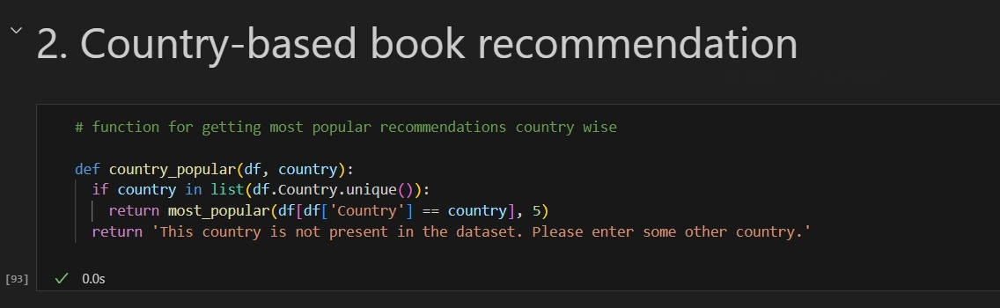 2. Country-based book recommendation
# function for getting most popular recommendations country wise
def country_popular(df, country):
  if country in list(df.Country.unique()):
    return most_popular(df[df['Country'] == country], 5)
  return 'This country is not present in the dataset. Please enter some other country.'
[93] 0.0s